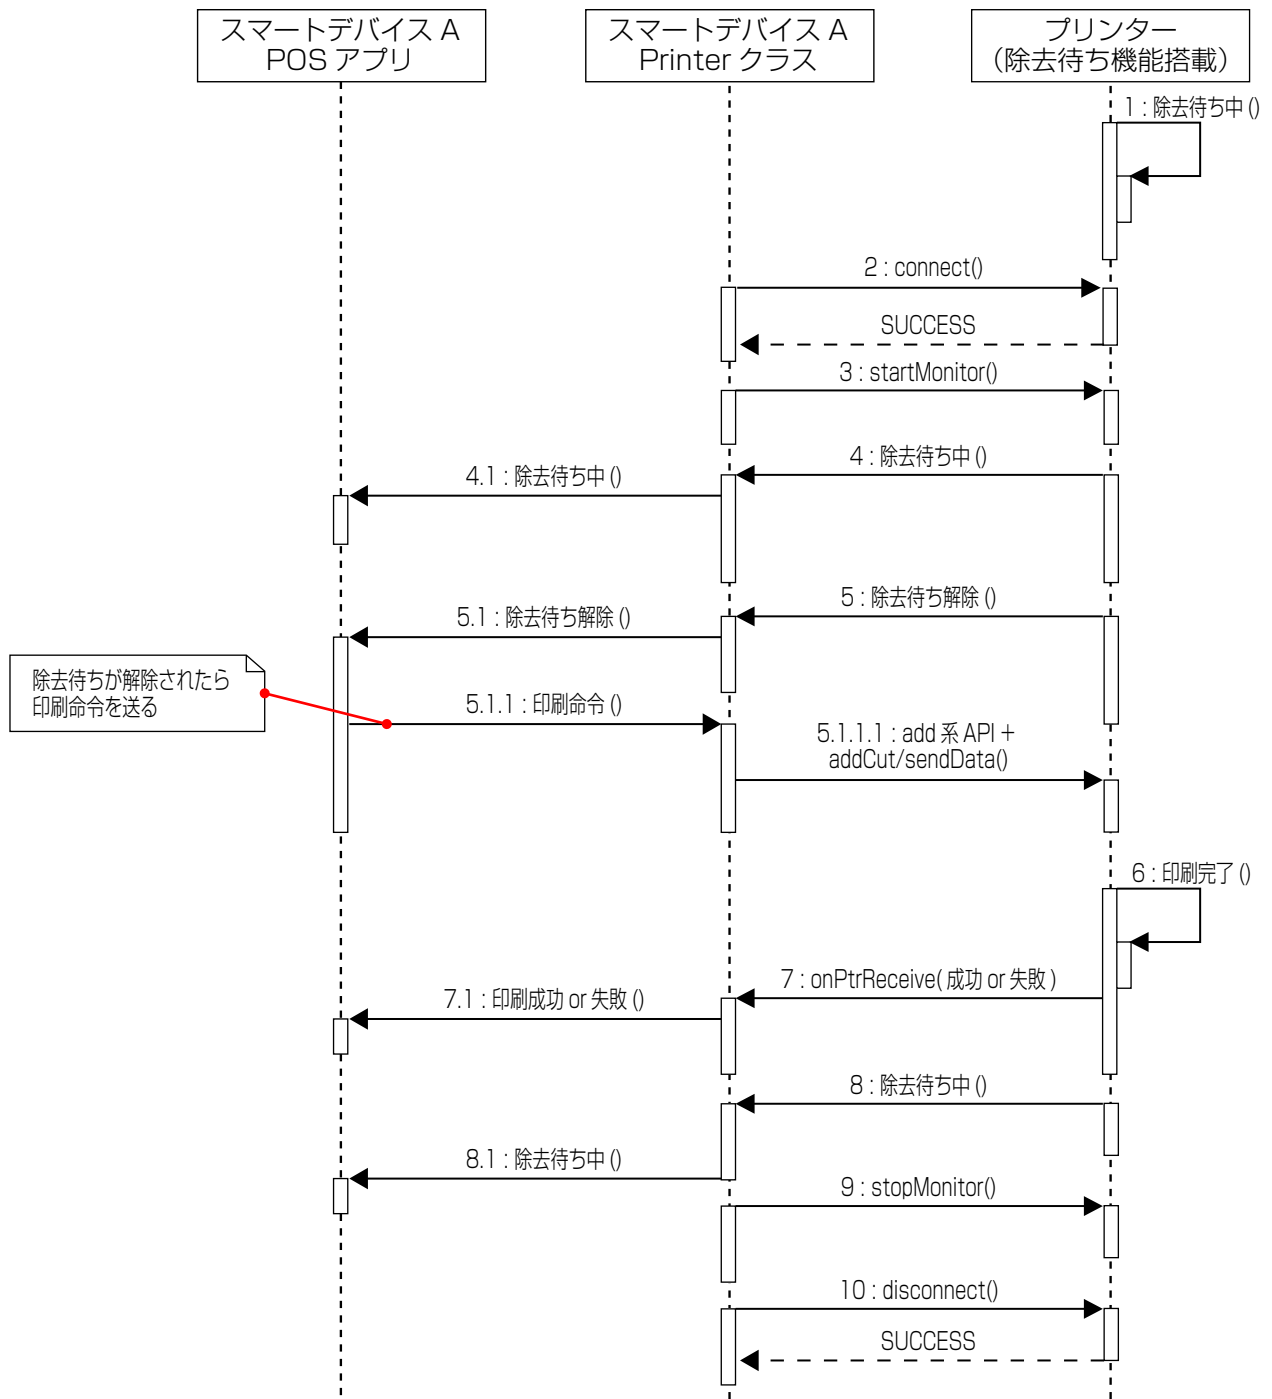 スマートデバイス A
POS アプリ
スマートデバイス A
Printer クラス
プリンター
（除去待ち機能搭載）
1 : 除去待ち中 ()
2 : connect()
SUCCESS
3 : startMonitor()
4 : 除去待ち中 ()
4.1 : 除去待ち中 ()
5 : 除去待ち解除 ()
5.1 : 除去待ち解除 ()
除去待ちが解除されたら
印刷命令を送る
5.1.1 : 印刷命令 ()
5.1.1.1 : add 系 API +
addCut/sendData()
6 : 印刷完了 ()
7 : onPtrReceive( 成功 or 失敗 )
7.1 : 印刷成功 or 失敗 ()
8 : 除去待ち中 ()
8.1 : 除去待ち中 ()
9 : stopMonitor()
10 : disconnect()
SUCCESS